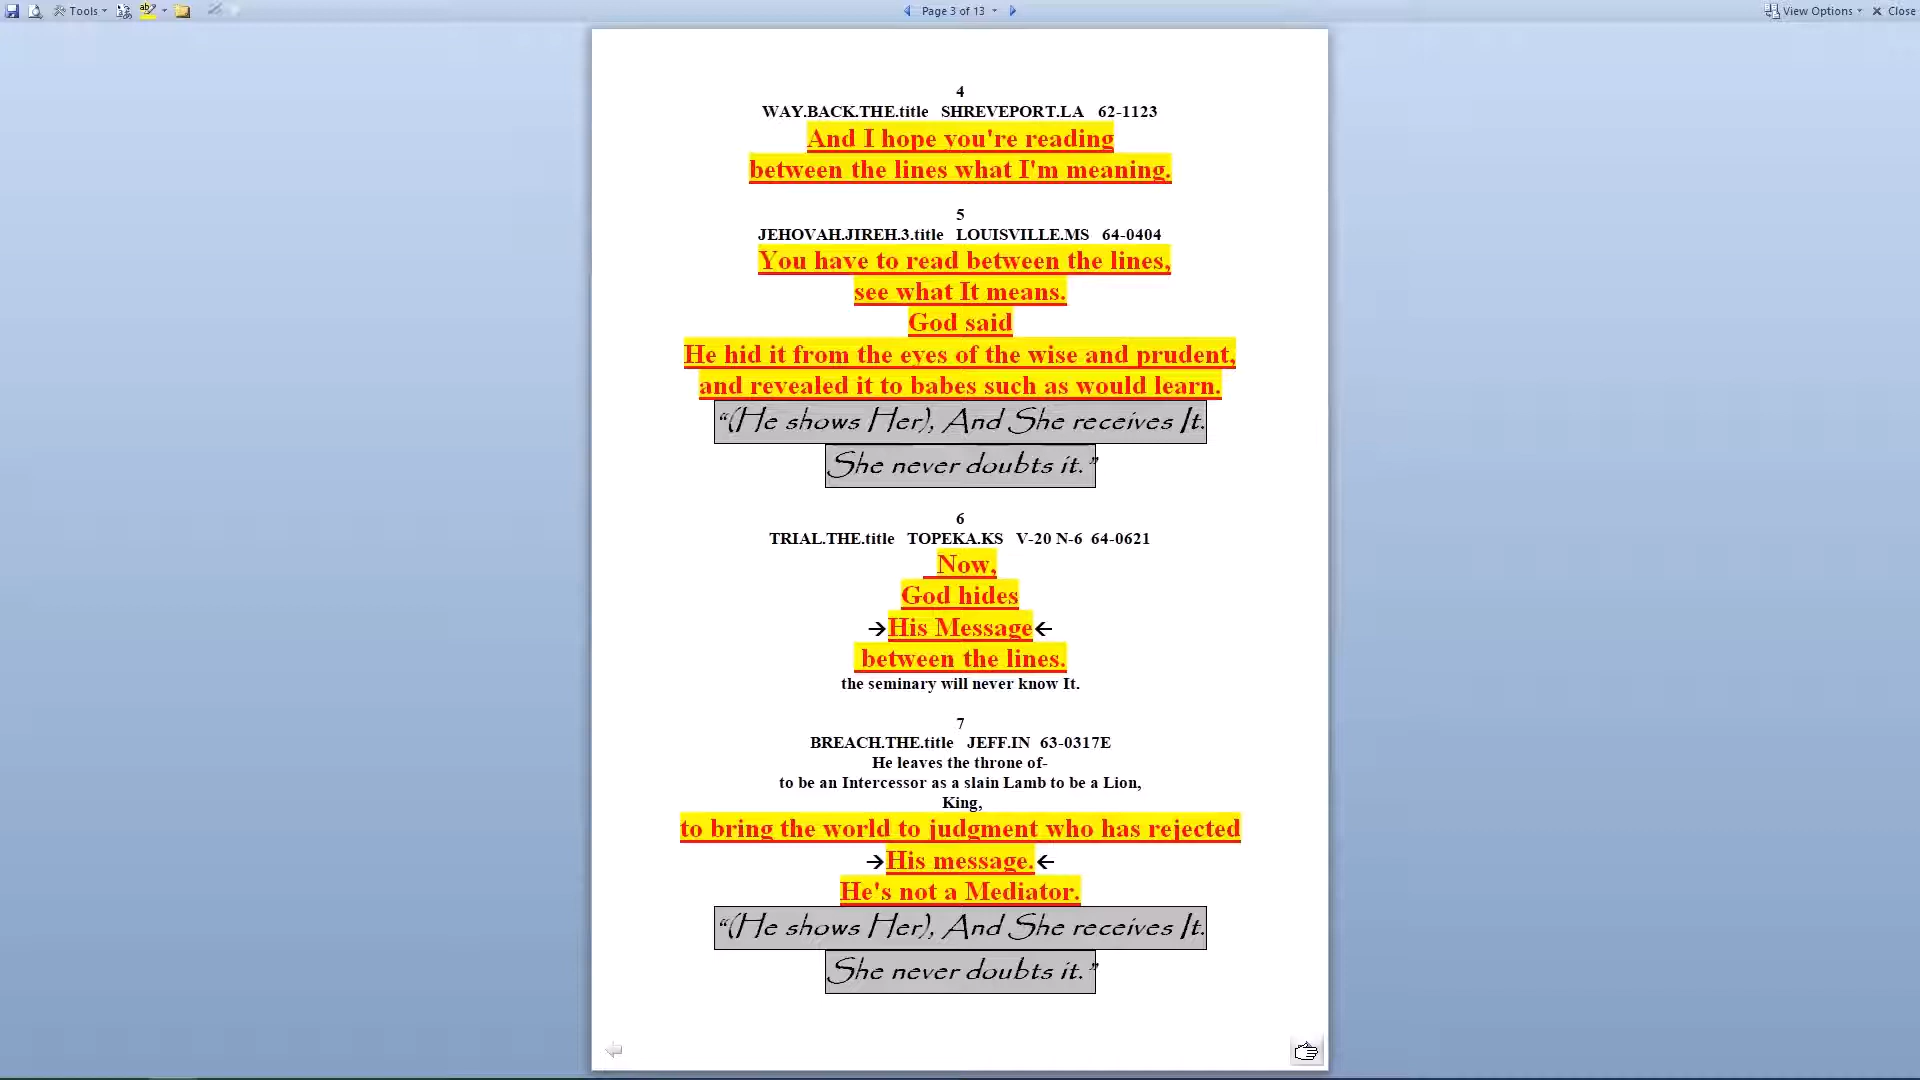 Tools
Page 3 of 13
View Options
Close
4
WAY.BACK.THE.title SHREVEPORT.LA 62-1123
And I hope you're reading
between the lines what I'm meaning.
5
JEHOVAH.JIREH.3.title LOUISVILLE.MS 64-0404
You have to read between the lines,
see what It means.
God said
He hid it from the eyes of the wise and prudent,
and revealed it to babes such as would learn.
“(He shows Her), And She receives It.
She never doubts it.”
6
TRIAL.THE.title TOPEKA.KS V-20 N-6 64-0621
Now,
God hides
→His Message←
between the lines.
the seminary will never know It.
7
BREACH.THE.title JEFF.IN 63-0317E
He leaves the throne of-
to be an Intercessor as a slain Lamb to be a Lion,
King,
to bring the world to judgment who has rejected
→His message.←
He's not a Mediator.
“(He shows Her), And She receives It.
She never doubts it.”